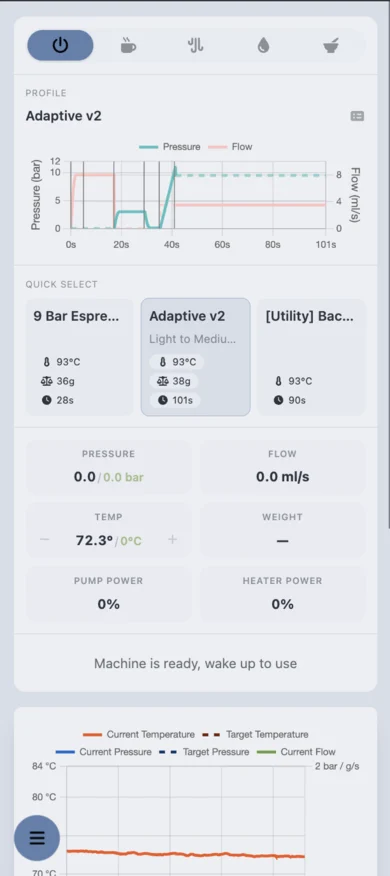 PROFILE
Adaptive v2
Pressure Flow
12
10
5
0
Pressure (bar)
8
4
0
Flow (ml/s)
0s 20s 40s 60s 80s 101s
QUICK SELECT
9 Bar Espre...
93°C
36g
28s
Adaptive v2
Light to Mediu...
93°C
38g
101s
[Utility] Bac...
93°C
90s
PRESSURE
0.0/0.0 bar
FLOW
0.0 ml/s
TEMP
− 72.3°/0°C +
WEIGHT
—
PUMP POWER
0%
HEATER POWER
0%
Machine is ready, wake up to use
Current Temperature Target Temperature
Current Pressure Target Pressure Current Flow
84 °C
2 bar / g/s
80 °C
70 °C